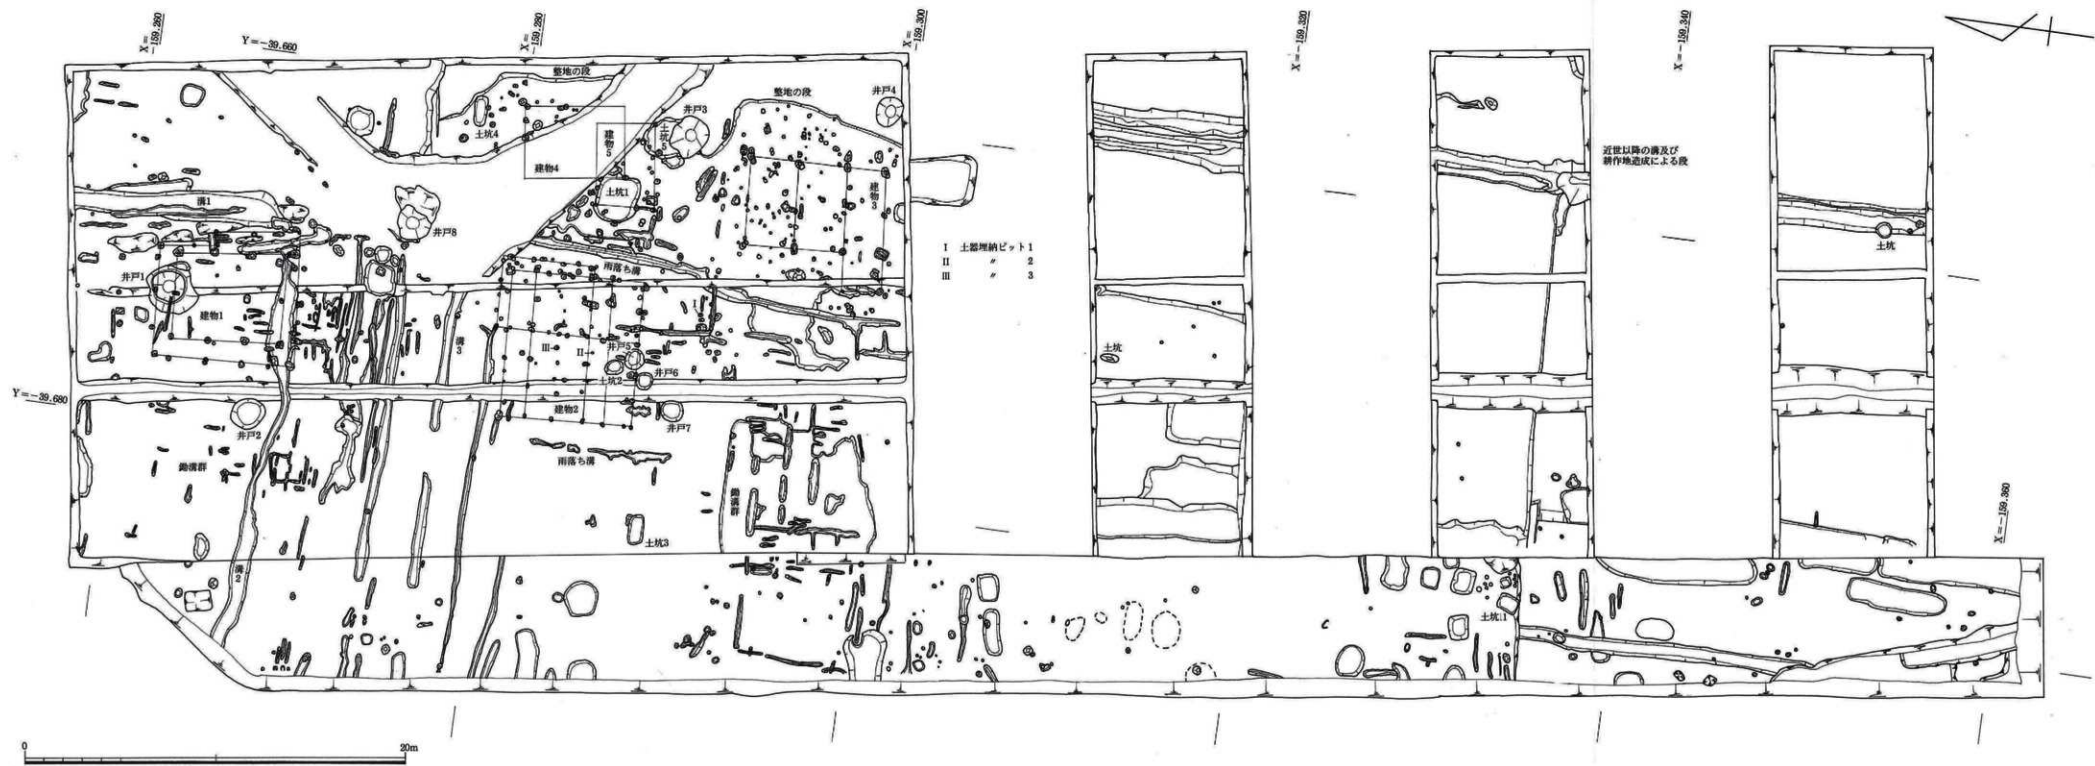 X=
-159.260
Y=-39.660
X=
-159.280
X=
-159.300
X=
-159.320
X=
-159.340
整地の段
整地の段
井戸4
井戸3
土坑4
土坑5
建物5
建物4
土坑1
建物3
近世以降の溝及び
耕作地造成による段
溝1
井戸8
土坑
I 土器埋納ピット1
II 〃 2
III 〃 3
井戸1
雨落ち溝
I
建物1
溝3
III
II
井戸5
土坑
土坑2
井戸6
Y=-39.680
建物2
井戸2
井戸7
鋤溝群
雨落ち溝
鋤溝群
X=
-159.360
土坑3
溝2
土坑11
0
20m